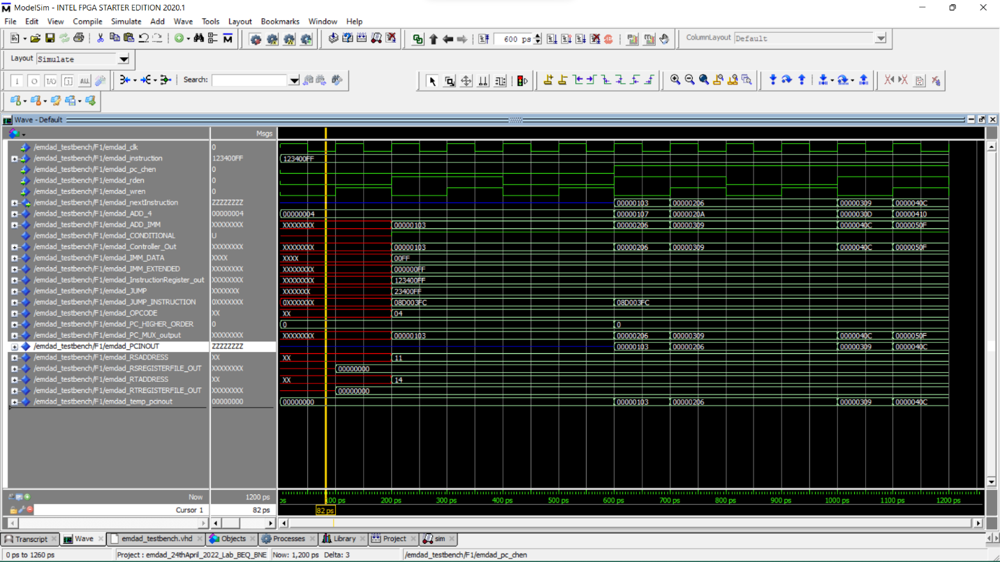 ModelSim - INTEL FPGA STARTER EDITION 2020.1
File Edit View Compile Simulate Add Wave Tools Layout Bookmarks Window Help
600 ps ColumnLayout Default
Layout Simulate
Search:
Wave - Default
Msgs
/emdad_testbench/F1/emdad_clk 0
/emdad_testbench/F1/emdad_instruction 123400FF 123400FF
/emdad_testbench/F1/emdad_pc_chen 0
/emdad_testbench/F1/emdad_rden 0
/emdad_testbench/F1/emdad_wren 0
/emdad_testbench/F1/emdad_nextInstruction ZZZZZZZZ 00000103 00000206 00000309 0000040C
/emdad_testbench/F1/emdad_ADD_4 00000004 00000004 00000107 0000020A 0000030D 00000410
/emdad_testbench/F1/emdad_ADD_IMM XXXXXXXX XXXXXXXX 00000103 00000206 00000309 0000040C 0000050F
/emdad_testbench/F1/emdad_CONDITIONAL U
/emdad_testbench/F1/emdad_Controller_Out XXXXXXXX XXXXXXXX 00000103 00000206 00000309 0000040C 0000050F
/emdad_testbench/F1/emdad_IMM_DATA XXXX XXXX 00FF
/emdad_testbench/F1/emdad_IMM_EXTENDED XXXXXXXX XXXXXXXX 000000FF
/emdad_testbench/F1/emdad_InstructionRegister_out XXXXXXXX XXXXXXXX 123400FF
/emdad_testbench/F1/emdad_JUMP XXXXXXX XXXXXXX 23400FF
/emdad_testbench/F1/emdad_JUMP_INSTRUCTION 0XXXXXXX 0XXXXXXX 08D003FC 08D003FC
/emdad_testbench/F1/emdad_OPCODE XX XX 04
/emdad_testbench/F1/emdad_PC_HIGHER_ORDER 0 0 0
/emdad_testbench/F1/emdad_PC_MUX_output XXXXXXXX XXXXXXXX 00000103 00000206 00000309 0000040C 0000050F
/emdad_testbench/F1/emdad_PCINOUT ZZZZZZZZ 00000103 00000206 00000309 0000040C
/emdad_testbench/F1/emdad_RSADDRESS XX XX 11
/emdad_testbench/F1/emdad_RSREGISTERFILE_OUT XXXXXXXX 00000000
/emdad_testbench/F1/emdad_RTADDRESS XX XX 14
/emdad_testbench/F1/emdad_RTREGISTERFILE_OUT XXXXXXXX 00000000
/emdad_testbench/F1/emdad_temp_pcinout 00000000 00000000 00000103 00000206 00000309 0000040C
Now 1200 ps ps 100 ps 200 ps 300 ps 400 ps 500 ps 600 ps 700 ps 800 ps 900 ps 1000 ps 1100 ps 1200 ps
Cursor 1 82 ps 82 ps
Transcript Wave emdad_testbench.vhd Objects Processes Library Project sim
0 ps to 1260 ps Project : emdad_24thApril_2022_Lab_BEQ_BNE Now: 1,200 ps Delta: 3 /emdad_testbench/F1/emdad_pc_chen